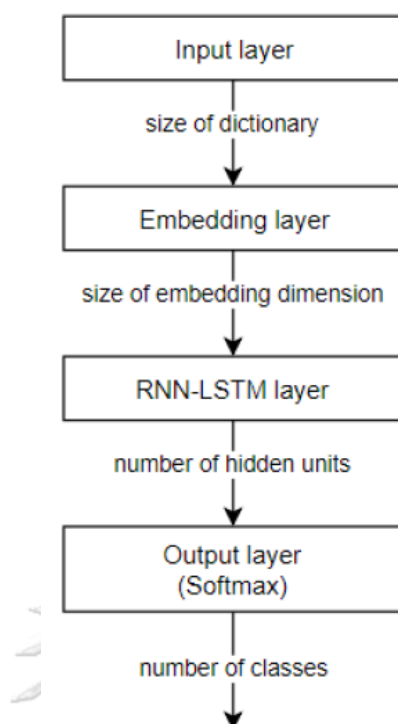 Input layer
size of dictionary
Embedding layer
size of embedding dimension
RNN-LSTM layer
number of hidden units
Output layer
(Softmax)
number of classes